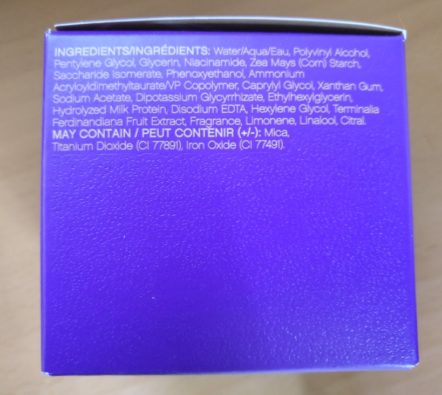 INGREDIENTS/INGRÉDIENTS: Water/Aqua/Eau, Polyvinyl Alcohol,
Pentylene Glycol, Glycerin, Niacinamide, Zea Mays (Corn) Starch,
Saccharide Isomerate, Phenoxyethanol, Ammonium
Acryloyldimethyltaurate/VP Copolymer, Caprylyl Glycol, Xanthan Gum,
Sodium Acetate, Dipotassium Glycyrrhizate, Ethylhexylglycerin,
Hydrolyzed Milk Protein, Disodium EDTA, Hexylene Glycol, Terminalia
Ferdinandiana Fruit Extract, Fragrance, Limonene, Linalool, Citral.
MAY CONTAIN / PEUT CONTENIR (+/-): Mica,
Titanium Dioxide (CI 77891), Iron Oxide (CI 77491).